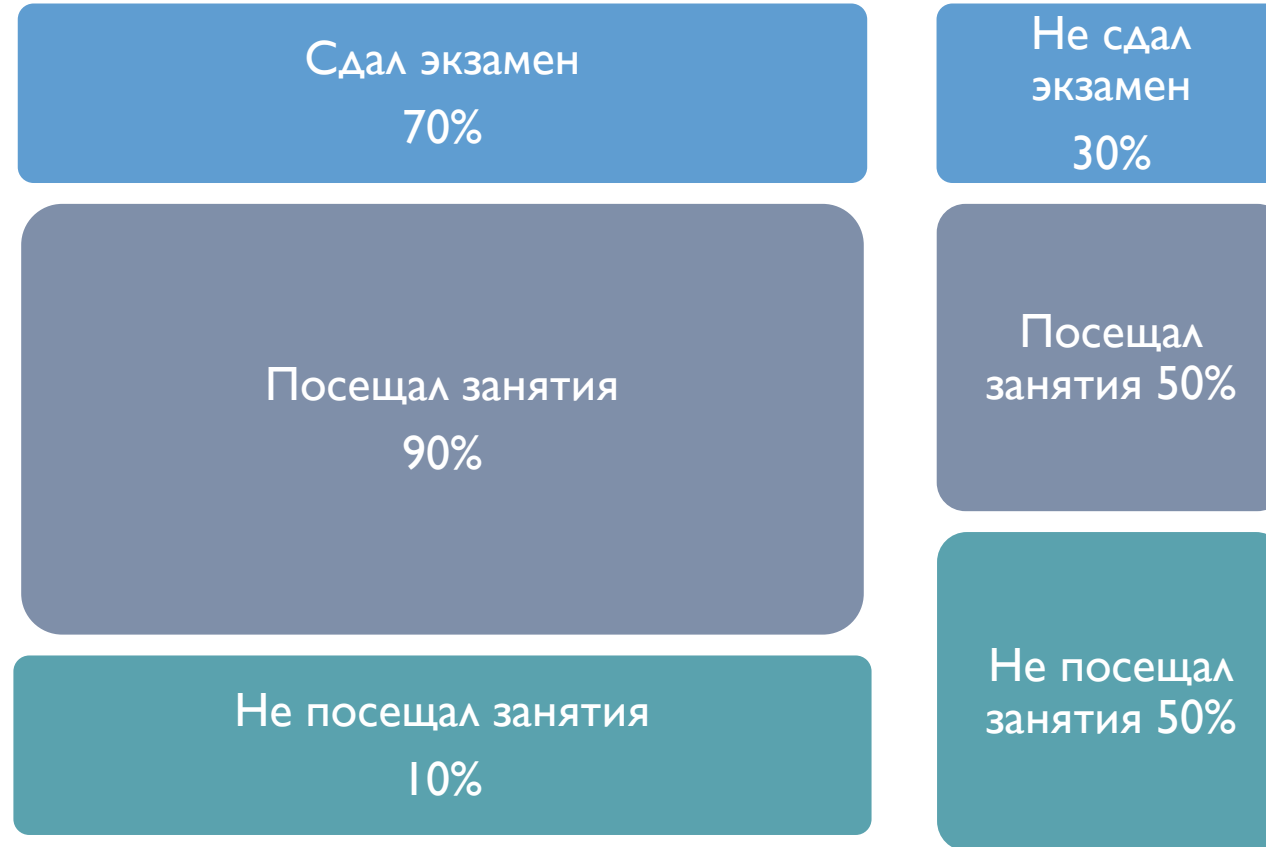 Сдал экзамен
70%
Не сдал
экзамен
30%
Посещал занятия
90%
Посещал
занятия 50%
Не посещал занятия
10%
Не посещал
занятия 50%